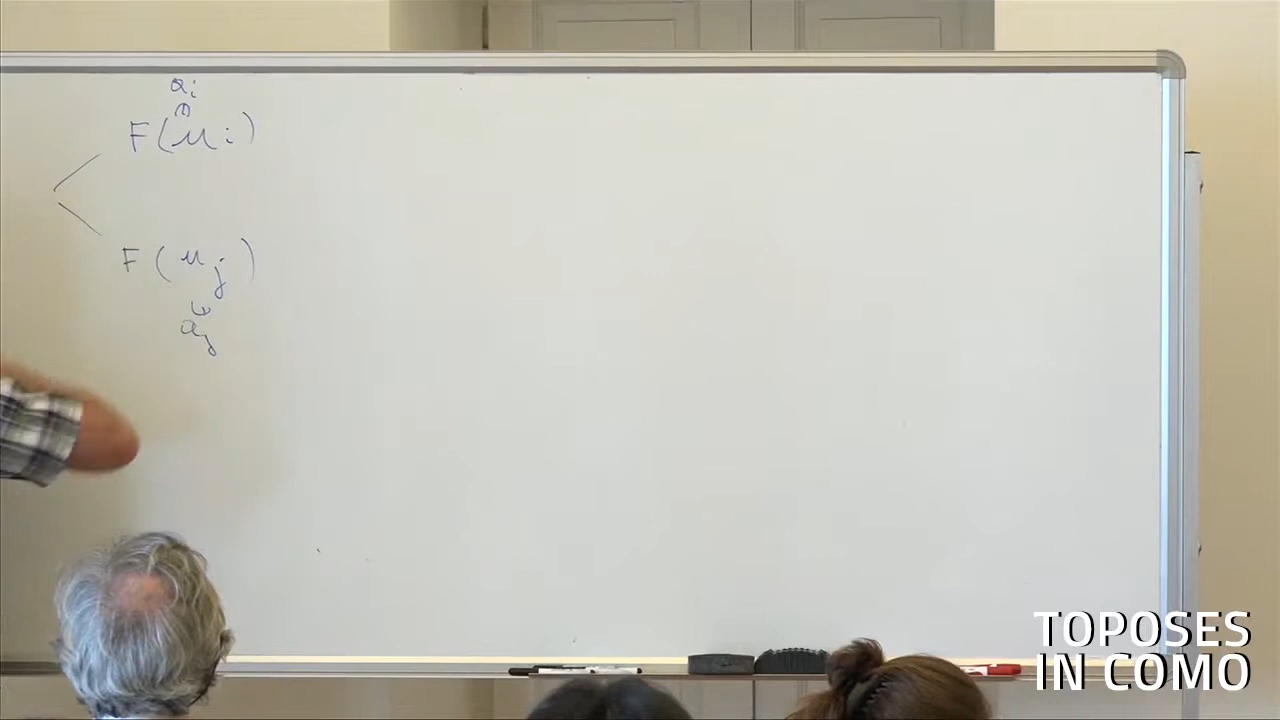 aᵢ
∩
F(uᵢ)
F(uⱼ)
ω
aⱼ
TOPOSES
IN COMO